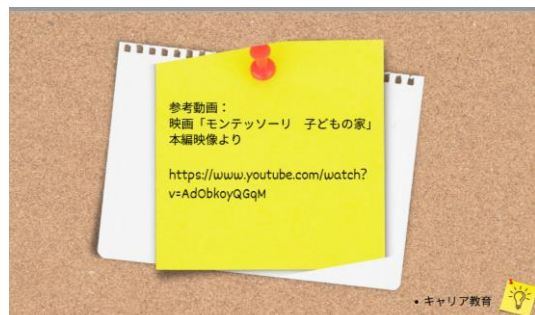 参考動画：
映画「モンテッソーリ　子どもの家」
本編映像より
https://www.youtube.com/watch?
v=AdObkoyQGqM
• キャリア教育